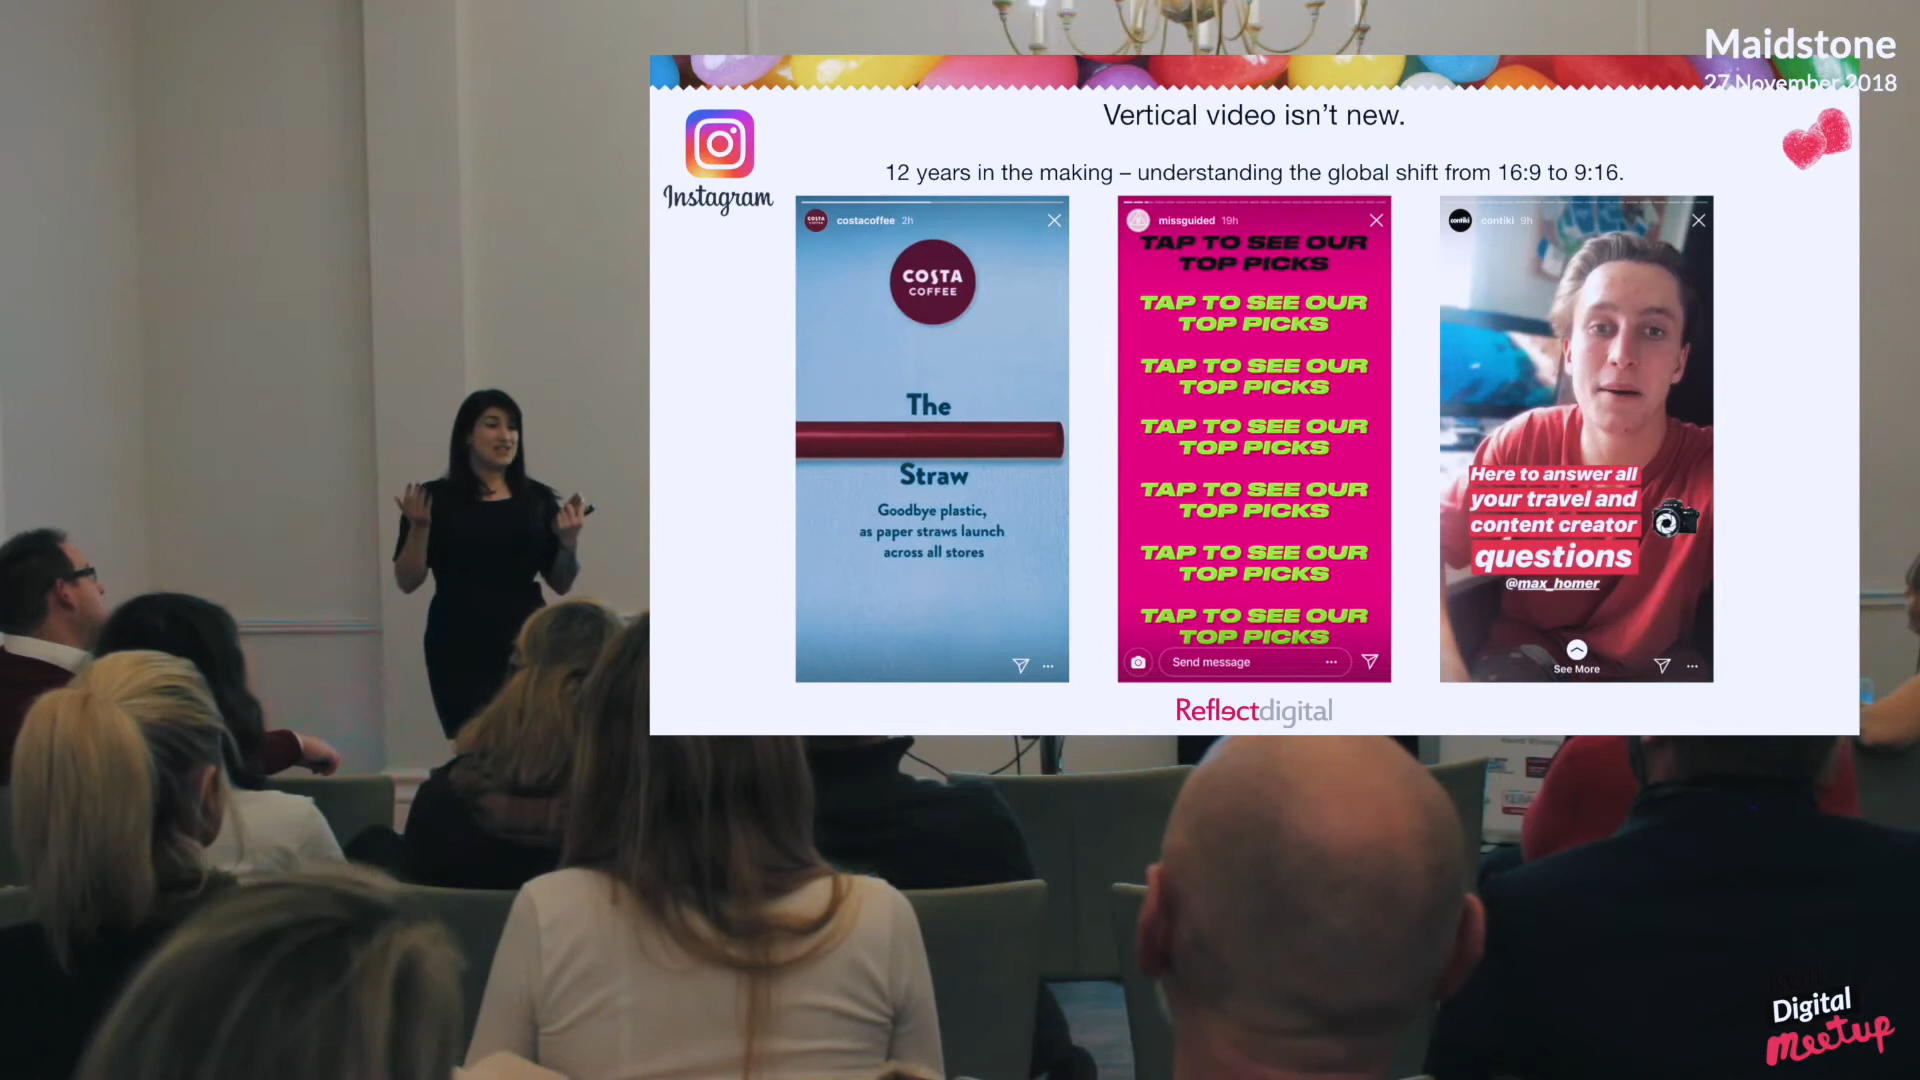 Maidstone
27 November 2018
Vertical video isn't new.
12 years in the making – understanding the global shift from 16:9 to 9:16.
Instagram
COSTA
costacoffee 2h
COSTA
COFFEE
The
Straw
Goodbye plastic,
as paper straws launch
across all stores
missguided 19h
TAP TO SEE OUR
TOP PICKS
TAP TO SEE OUR
TOP PICKS
TAP TO SEE OUR
TOP PICKS
TAP TO SEE OUR
TOP PICKS
TAP TO SEE OUR
TOP PICKS
TAP TO SEE OUR
TOP PICKS
TAP TO SEE OUR
TOP PICKS
Send message
contiki
contiki 9h
Here to answer all
your travel and
content creator
questions
@max_homer
See More
Reflectdigital
Digital
meetup